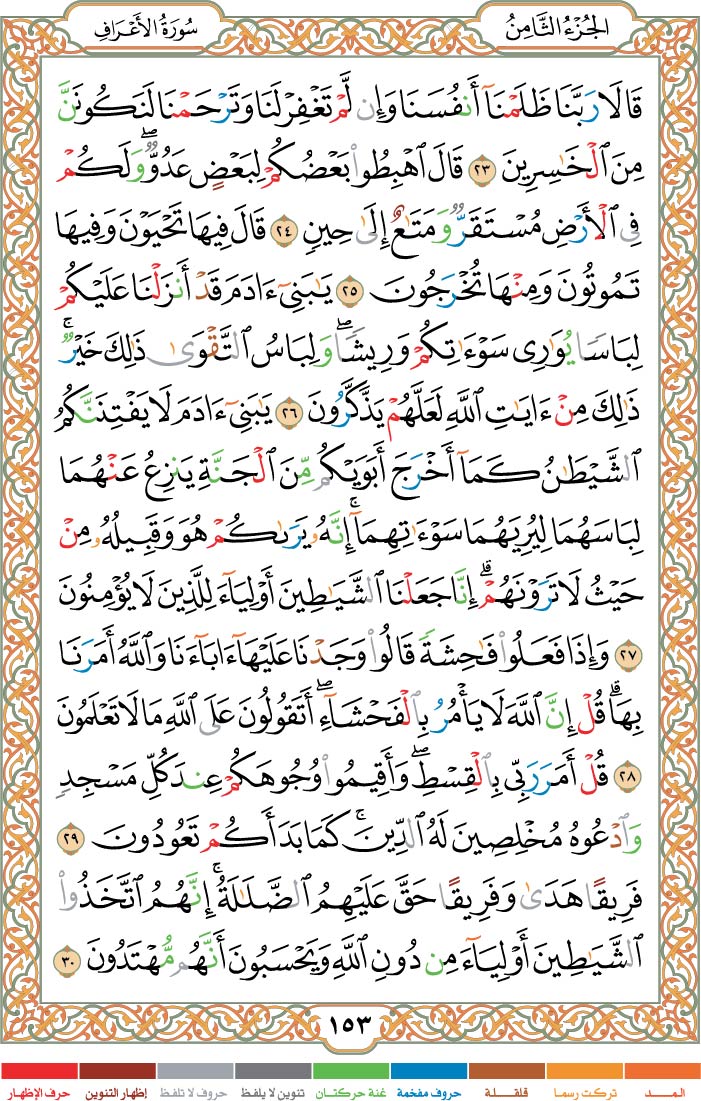 الجُزْءُ الثَّامِنُ
سُورَةُ الأَعْرَافِ
قَالَا رَبَّنَا ظَلَمْنَآ أَنفُسَنَا وَإِن لَّمْ تَغْفِرْ لَنَا وَتَرْحَمْنَا لَنَكُونَنَّ
مِنَ ٱلْخَٰسِرِينَ ٢٣ قَالَ ٱهْبِطُوا۟ بَعْضُكُمْ لِبَعْضٍ عَدُوٌّ ۖ وَلَكُمْ
فِى ٱلْأَرْضِ مُسْتَقَرٌّ وَمَتَٰعٌ إِلَىٰ حِينٍ ٢٤ قَالَ فِيهَا تَحْيَوْنَ وَفِيهَا
تَمُوتُونَ وَمِنْهَا تُخْرَجُونَ ٢٥ يَٰبَنِىٓ ءَادَمَ قَدْ أَنزَلْنَا عَلَيْكُمْ
لِبَاسًا يُوَٰرِى سَوْءَٰتِكُمْ وَرِيشًا ۖ وَلِبَاسُ ٱلتَّقْوَىٰ ذَٰلِكَ خَيْرٌ ۚ
ذَٰلِكَ مِنْ ءَايَٰتِ ٱللَّهِ لَعَلَّهُمْ يَذَّكَّرُونَ ٢٦ يَٰبَنِىٓ ءَادَمَ لَا يَفْتِنَنَّكُمُ
ٱلشَّيْطَٰنُ كَمَآ أَخْرَجَ أَبَوَيْكُم مِّنَ ٱلْجَنَّةِ يَنزِعُ عَنْهُمَا
لِبَاسَهُمَا لِيُرِيَهُمَا سَوْءَٰتِهِمَآ ۗ إِنَّهُۥ يَرَىٰكُمْ هُوَ وَقَبِيلُهُۥ مِنْ
حَيْثُ لَا تَرَوْنَهُمْ ۗ إِنَّا جَعَلْنَا ٱلشَّيَٰطِينَ أَوْلِيَآءَ لِلَّذِينَ لَا يُؤْمِنُونَ
٢٧ وَإِذَا فَعَلُوا۟ فَٰحِشَةً قَالُوا۟ وَجَدْنَا عَلَيْهَآ ءَابَآءَنَا وَٱللَّهُ أَمَرَنَا
بِهَا ۗ قُلْ إِنَّ ٱللَّهَ لَا يَأْمُرُ بِٱلْفَحْشَآءِ ۖ أَتَقُولُونَ عَلَى ٱللَّهِ مَا لَا تَعْلَمُونَ
٢٨ قُلْ أَمَرَ رَبِّى بِٱلْقِسْطِ ۖ وَأَقِيمُوا۟ وُجُوهَكُمْ عِندَ كُلِّ مَسْجِدٍ
وَٱدْعُوهُ مُخْلِصِينَ لَهُ ٱلدِّينَ ۚ كَمَا بَدَأَكُمْ تَعُودُونَ ٢٩
فَرِيقًا هَدَىٰ وَفَرِيقًا حَقَّ عَلَيْهِمُ ٱلضَّلَٰلَةُ ۗ إِنَّهُمُ ٱتَّخَذُوا۟
ٱلشَّيَٰطِينَ أَوْلِيَآءَ مِن دُونِ ٱللَّهِ وَيَحْسَبُونَ أَنَّهُم مُّهْتَدُونَ ٣٠
١٥٣
المــد تركت رسما قلقلة حروف مفخمة غنة حركتان تنوين لا يلفظ حروف لا تلفظ إظهار التنوين حرف الإظهار